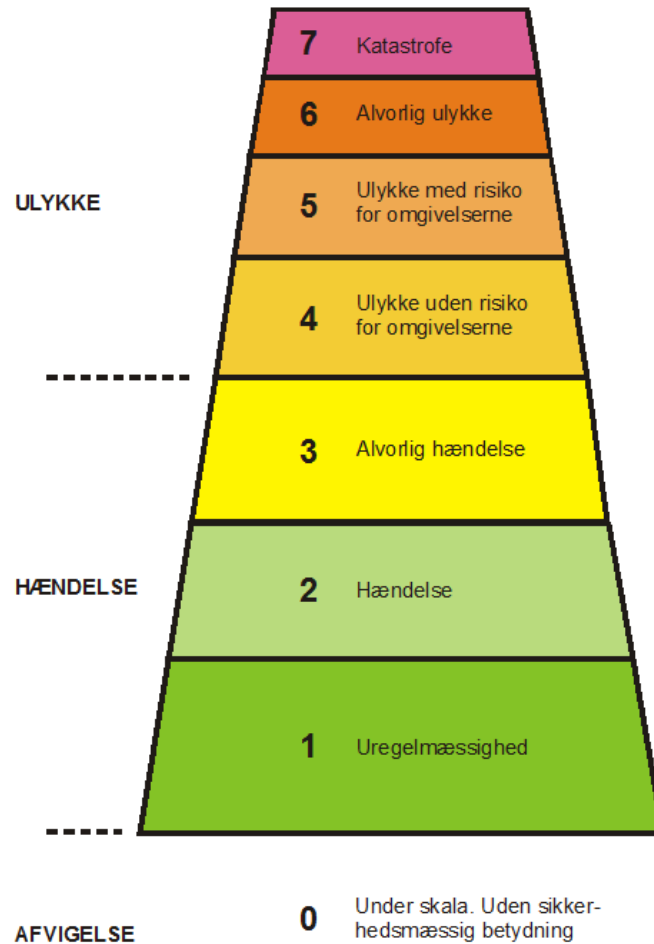 7 Katastrofe
6 Alvorlig ulykke
ULYKKE
5 Ulykke med risiko
for omgivelserne
4 Ulykke uden risiko
for omgivelserne
3 Alvorlig hændelse
HÆNDELSE
2 Hændelse
1 Uregelmæssighed
AFVIGELSE
0 Under skala. Uden sikker-
hedsmæssig betydning